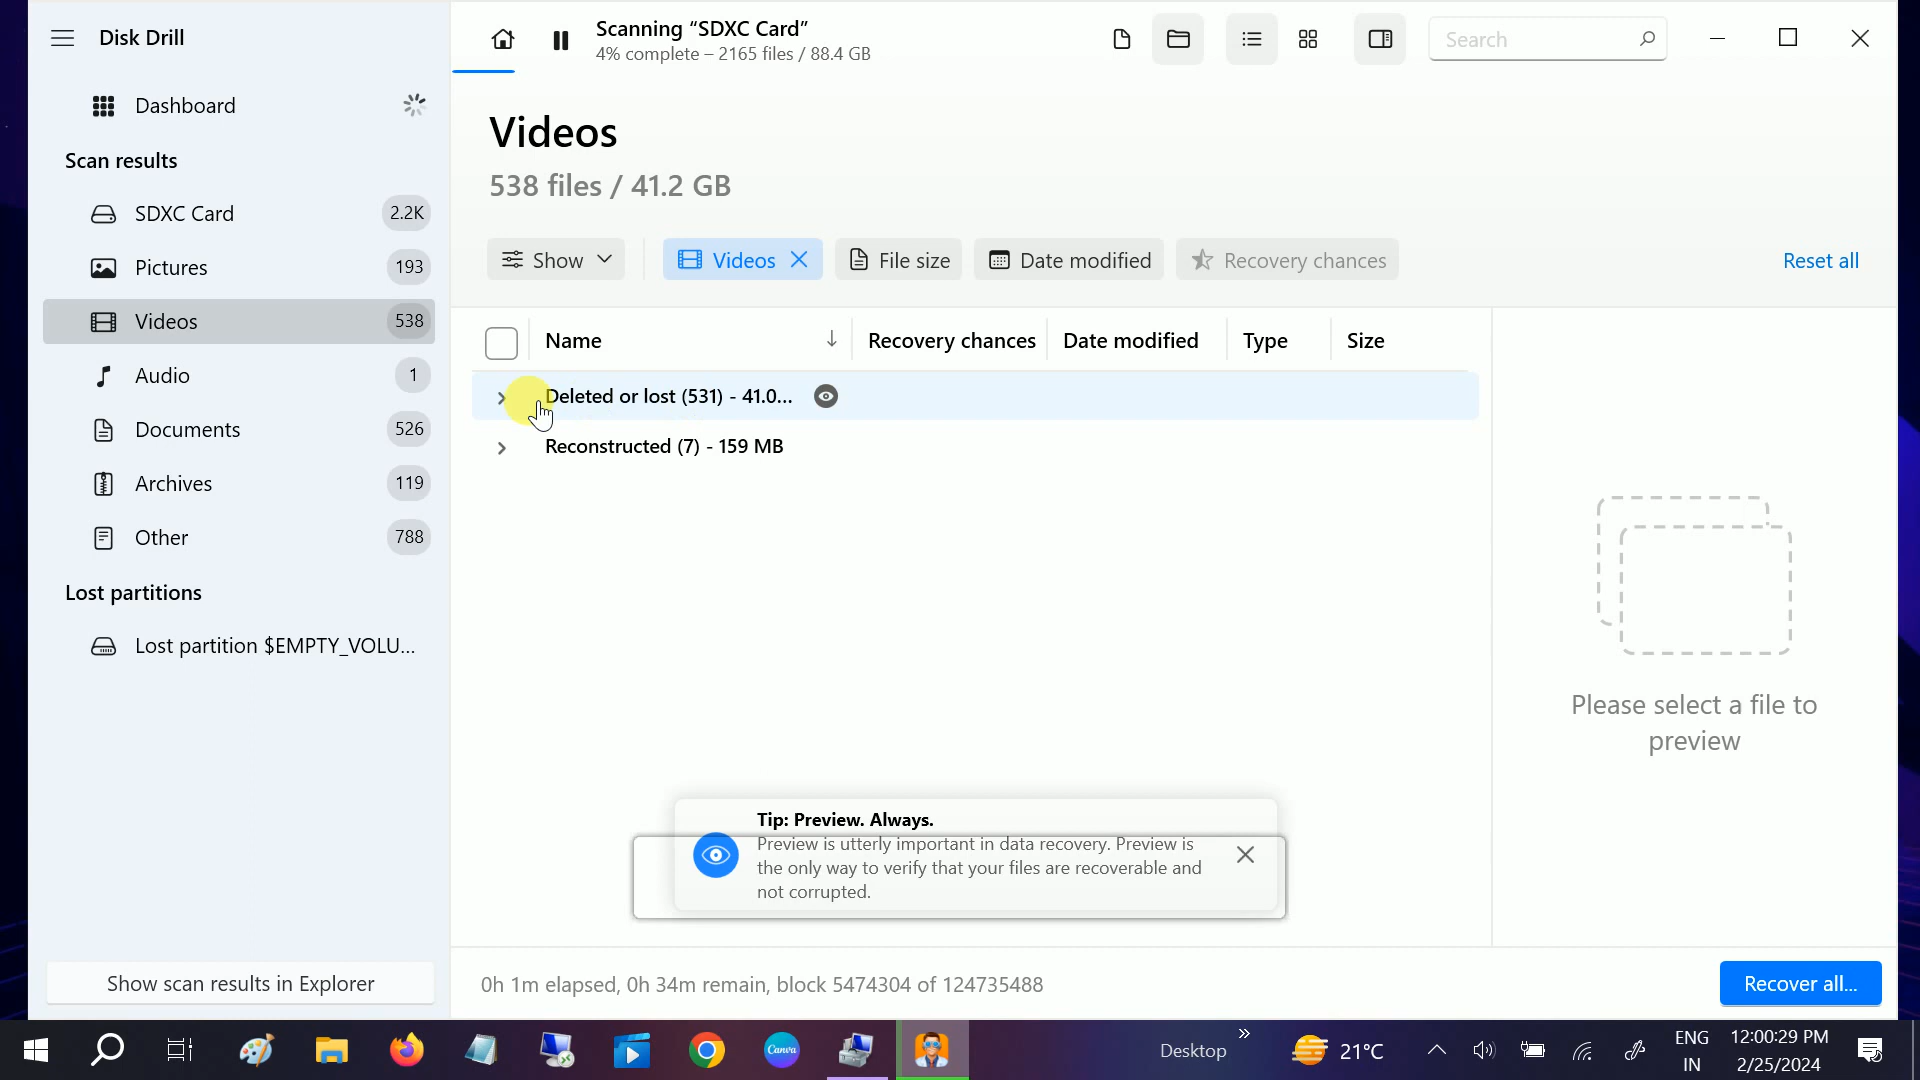 Disk Drill
Scanning “SDXC Card”
4% complete – 2165 files / 88.4 GB
Search
Dashboard
Scan results
SDXC Card 2.2K
Pictures 193
Videos 538
Audio 1
Documents 526
Archives 119
Other 788
Lost partitions
Lost partition $EMPTY_VOLU...
Show scan results in Explorer
Videos
538 files / 41.2 GB
Show Videos File size Date modified Recovery chances Reset all
Name Recovery chances Date modified Type Size
Deleted or lost (531) - 41.0...
Reconstructed (7) - 159 MB
Please select a file to
preview
Tip: Preview. Always.
Preview is utterly important in data recovery. Preview is
the only way to verify that your files are recoverable and
not corrupted.
0h 1m elapsed, 0h 34m remain, block 5474304 of 124735488
Recover all...
Canva
Desktop
21°C
ENG
IN
12:00:29 PM
2/25/2024